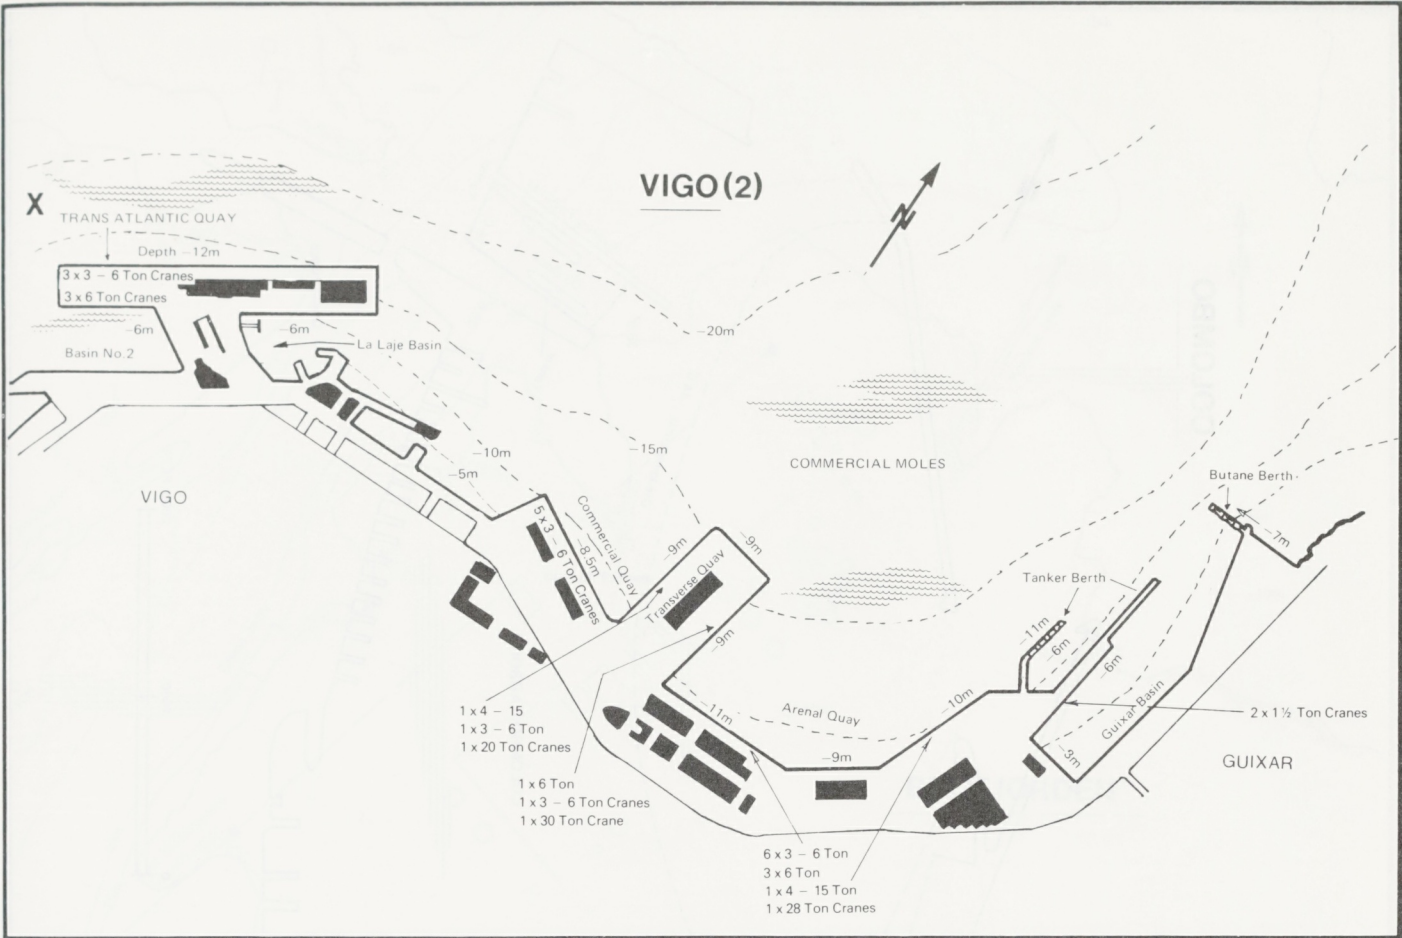 VIGO (2)
N
X
TRANS ATLANTIC QUAY
Depth -12m
3 x 3 - 6 Ton Cranes
3 x 6 Ton Cranes
-6m
-6m
Basin No.2
La Laje Basin
-20m
-15m
-10m
-5m
VIGO
COMMERCIAL MOLES
Commercial Quay
-8.5m
5 x 3 - 6 Ton Cranes
-9m
-9m
Transverse Quay
-9m
Butane Berth
-7m
Tanker Berth
-11m
-6m
-6m
-11m
Arenal Quay
-10m
-9m
Guixar Basin
-3m
2 x 1 ½ Ton Cranes
GUIXAR
1 x 4 - 15
1 x 3 - 6 Ton
1 x 20 Ton Cranes
1 x 6 Ton
1 x 3 - 6 Ton Cranes
1 x 30 Ton Crane
6 x 3 - 6 Ton
3 x 6 Ton
1 x 4 - 15 Ton
1 x 28 Ton Cranes